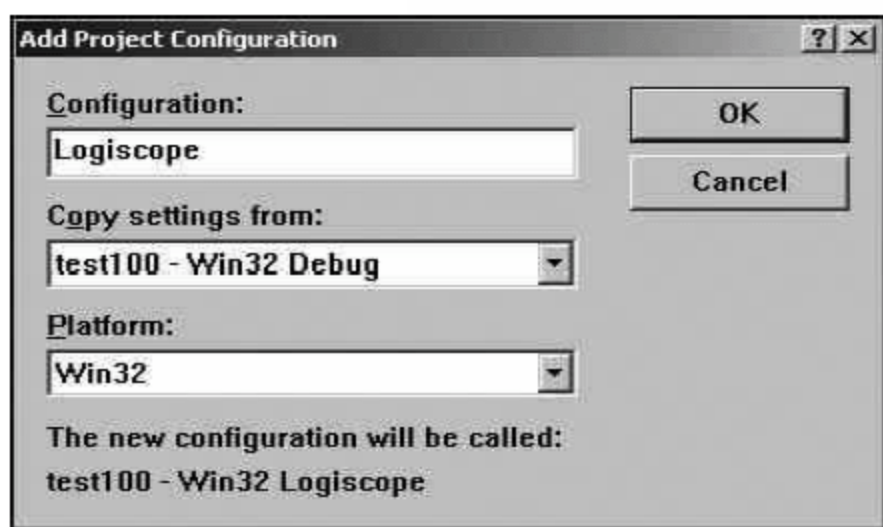 Add Project Configuration
Configuration:
OK
Logiscope
Cancel
Copy settings from:
test100 - Win32 Debug
Platform:
Win32
The new configuration will be called:
test100 - Win32 Logiscope